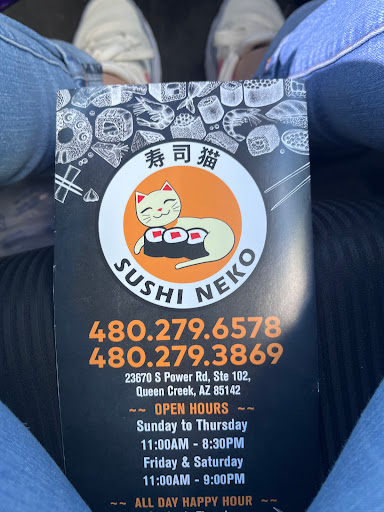 寿司猫
SUSHI NEKO
480.279.6578
480.279.3869
23670 S Power Rd, Ste 102,
Queen Creek, AZ 85142
~~ OPEN HOURS ~~
Sunday to Thursday
11:00AM - 8:30PM
Friday & Saturday
11:00AM - 9:00PM
~~ ALL DAY HAPPY HOUR ~~